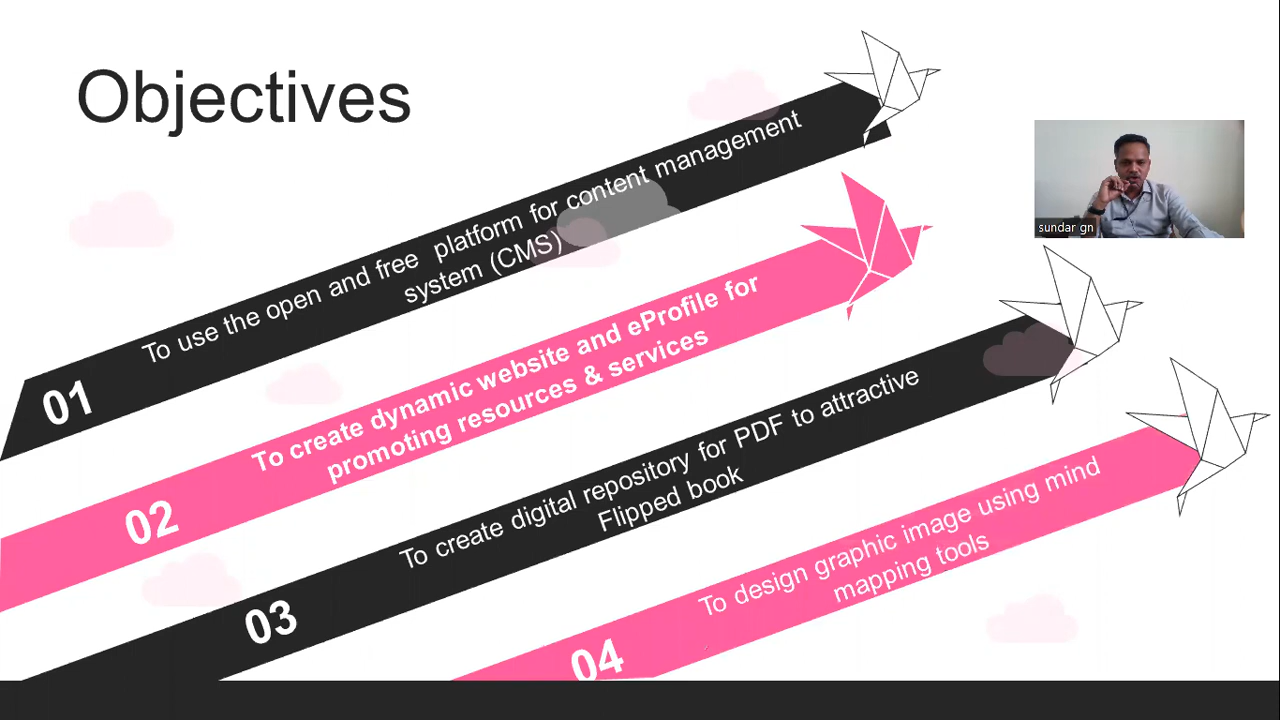 Objectives
01
To use the open and free platform for content management
system (CMS)
sundar gn
02
To create dynamic website and eProfile for
promoting resources & services
03
To create digital repository for PDF to attractive
Flipped book
04
To design graphic image using mind
mapping tools